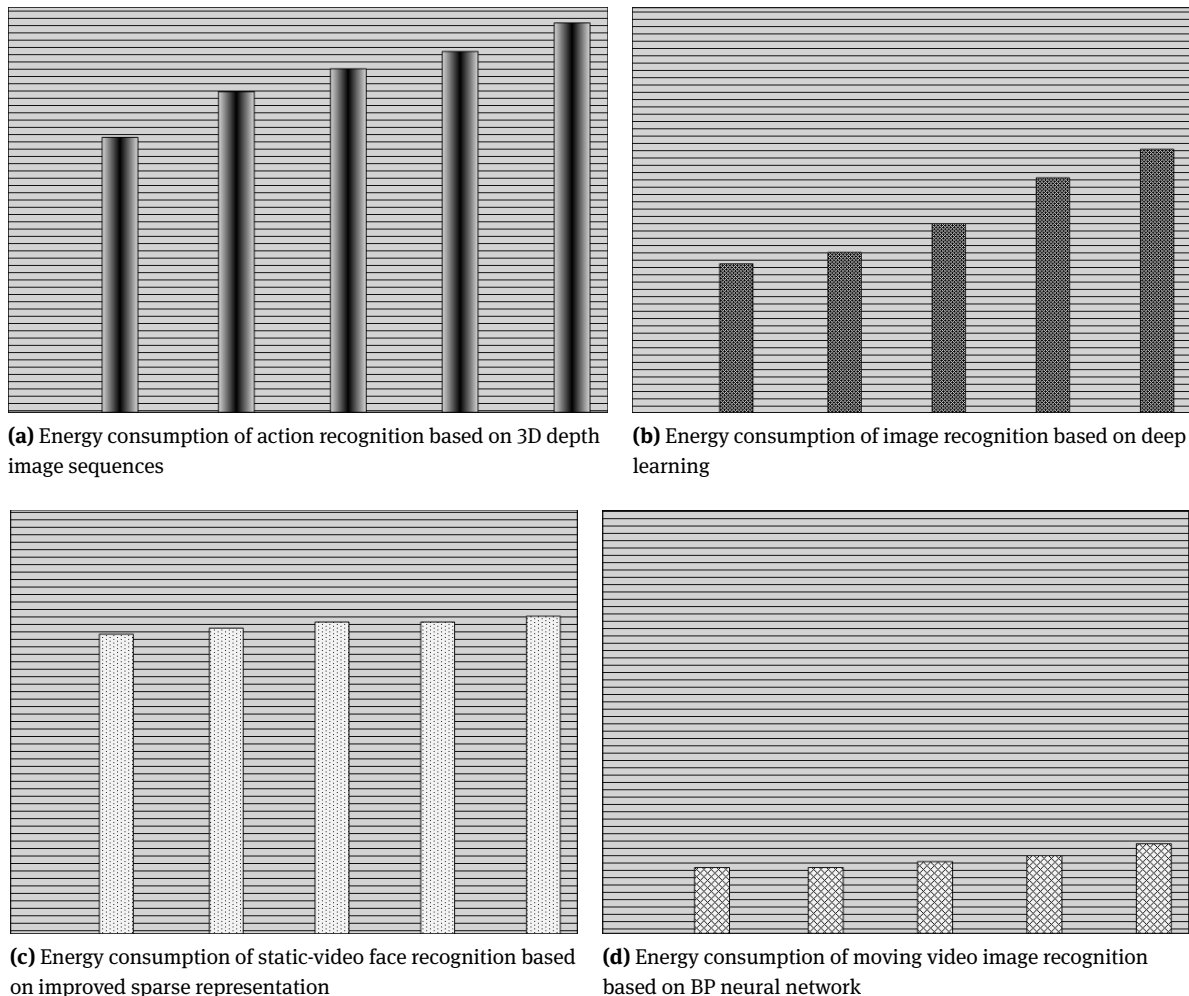 (a) Energy consumption of action recognition based on 3D depth
image sequences
(b) Energy consumption of image recognition based on deep
learning
(c) Energy consumption of static-video face recognition based
on improved sparse representation
(d) Energy consumption of moving video image recognition
based on BP neural network